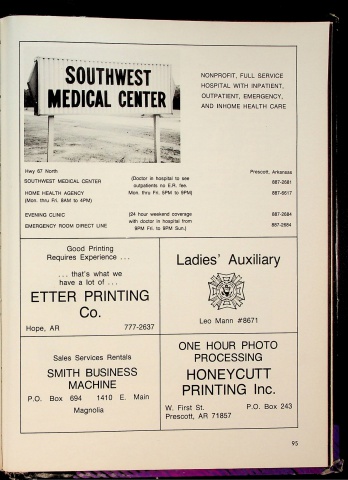 SOUTHWEST
MEDICAL CENTER
NONPROFIT, FULL SERVICE
HOSPITAL WITH INPATIENT,
OUTPATIENT, EMERGENCY,
AND INHOME HEALTH CARE
Hwy 67 North
Prescott, Arkansas
SOUTHWEST MEDICAL CENTER
(Doctor in hospital to see
outpatients no E.R. fee.
Mon. thru Fri. 5PM to 9PM)
887-2681
HOME HEALTH AGENCY
(Mon. thru Fri. 8AM to 4PM)
887-6617
EVENING CLINIC
(24 hour weekend coverage
with doctor in hospital from
6PM Fri. to 9PM Sun.)
887-2684
EMERGENCY ROOM DIRECT LINE
887-2684
Good Printing
Requires Experience . . .
. . . that's what we
have a lot of . . .
ETTER PRINTING
Co.
Hope, AR 777-2637
Ladies' Auxiliary
Leo Mann #8671
Sales Services Rentals
SMITH BUSINESS
MACHINE
P.O. Box 694 1410 E. Main
Magnolia
ONE HOUR PHOTO
PROCESSING
HONEYCUTT
PRINTING Inc.
W. First St. P.O. Box 243
Prescott, AR 71857
95